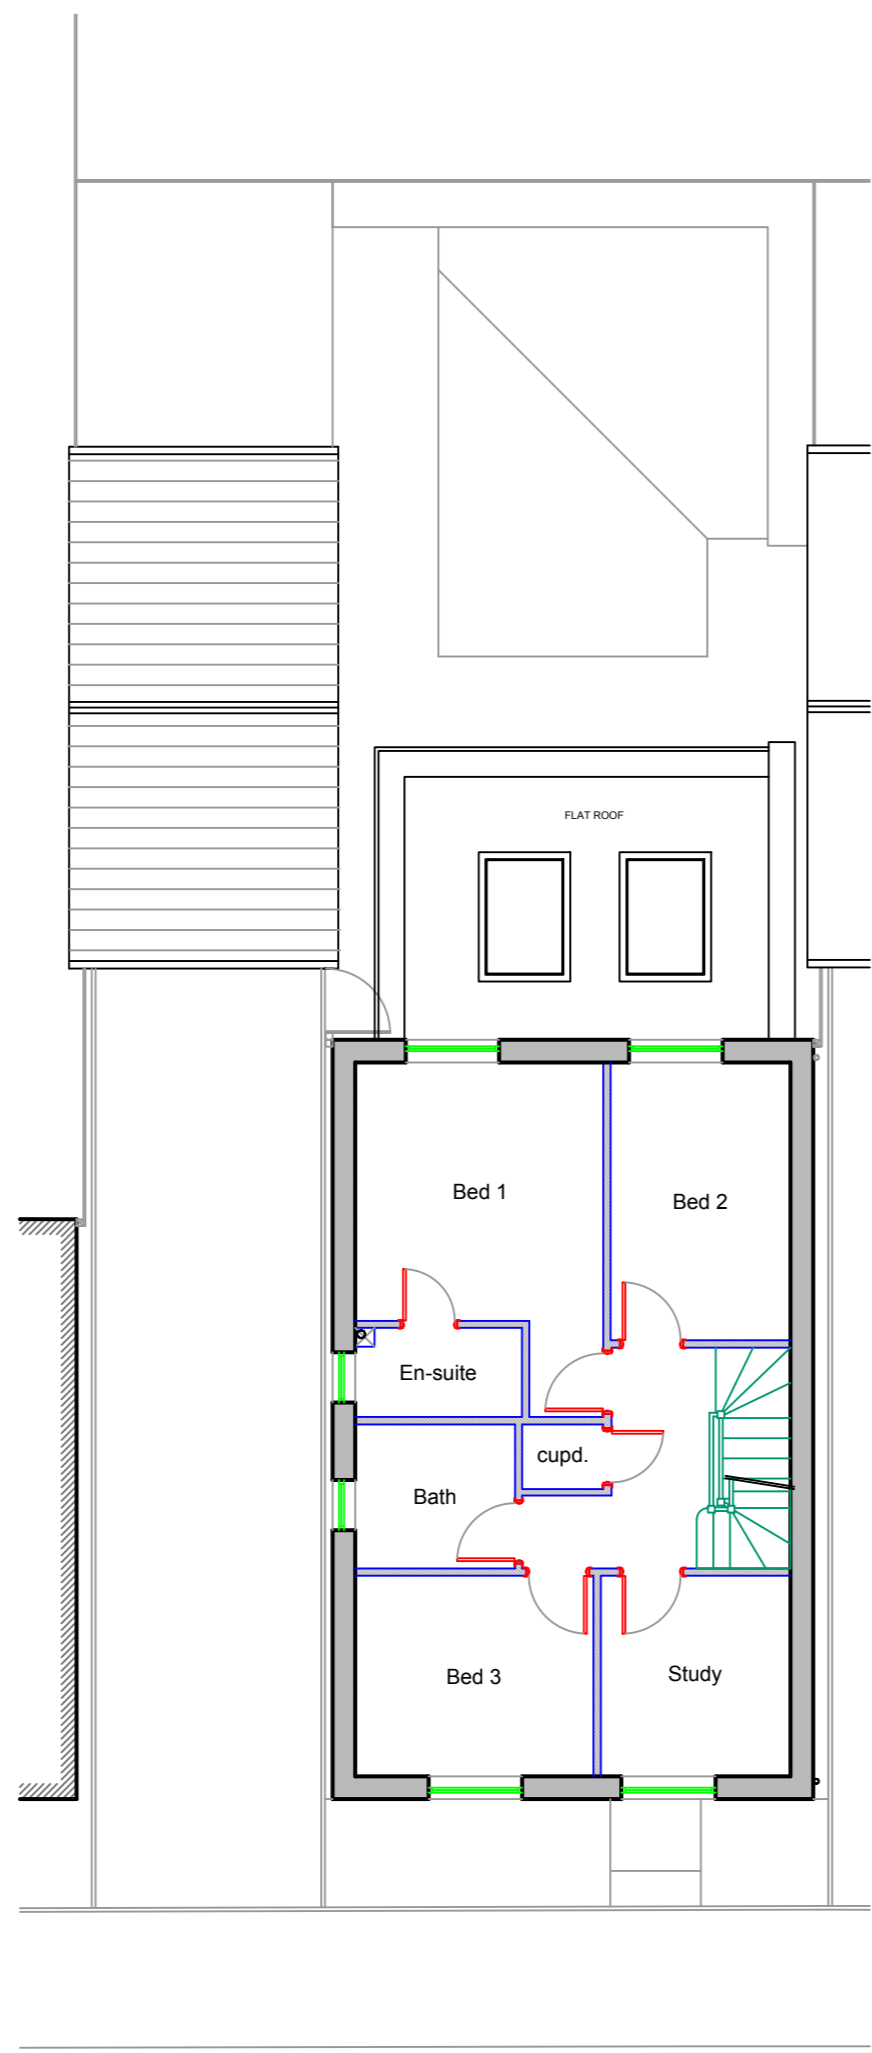 FLAT ROOF
Bed 1
Bed 2
En-suite
cupd.
Bath
Bed 3
Study